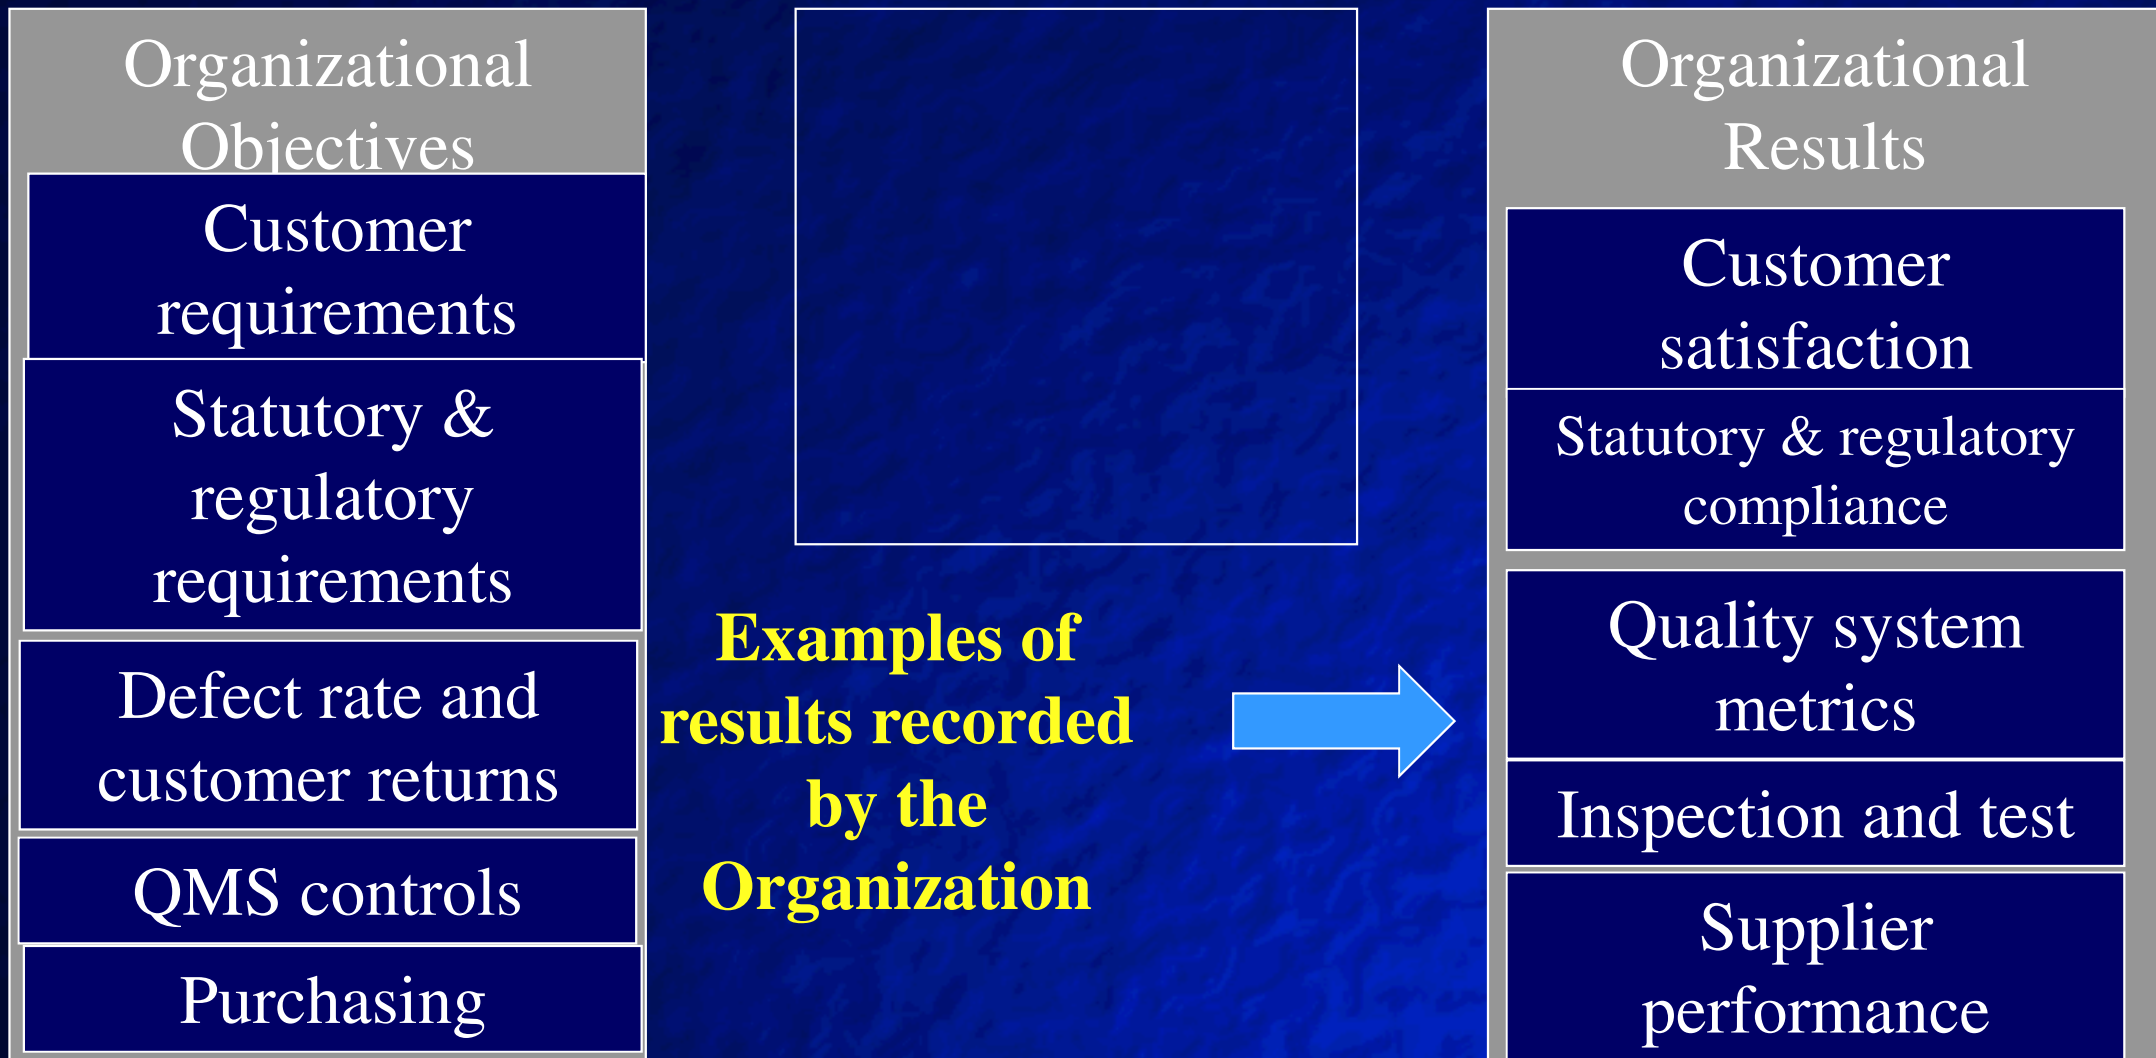 Organizational
Objectives
Customer
requirements
Statutory &
regulatory
requirements
Defect rate and
customer returns
QMS controls
Purchasing
Examples of
results recorded
by the
Organization
Organizational
Results
Customer
satisfaction
Statutory & regulatory
compliance
Quality system
metrics
Inspection and test
Supplier
performance